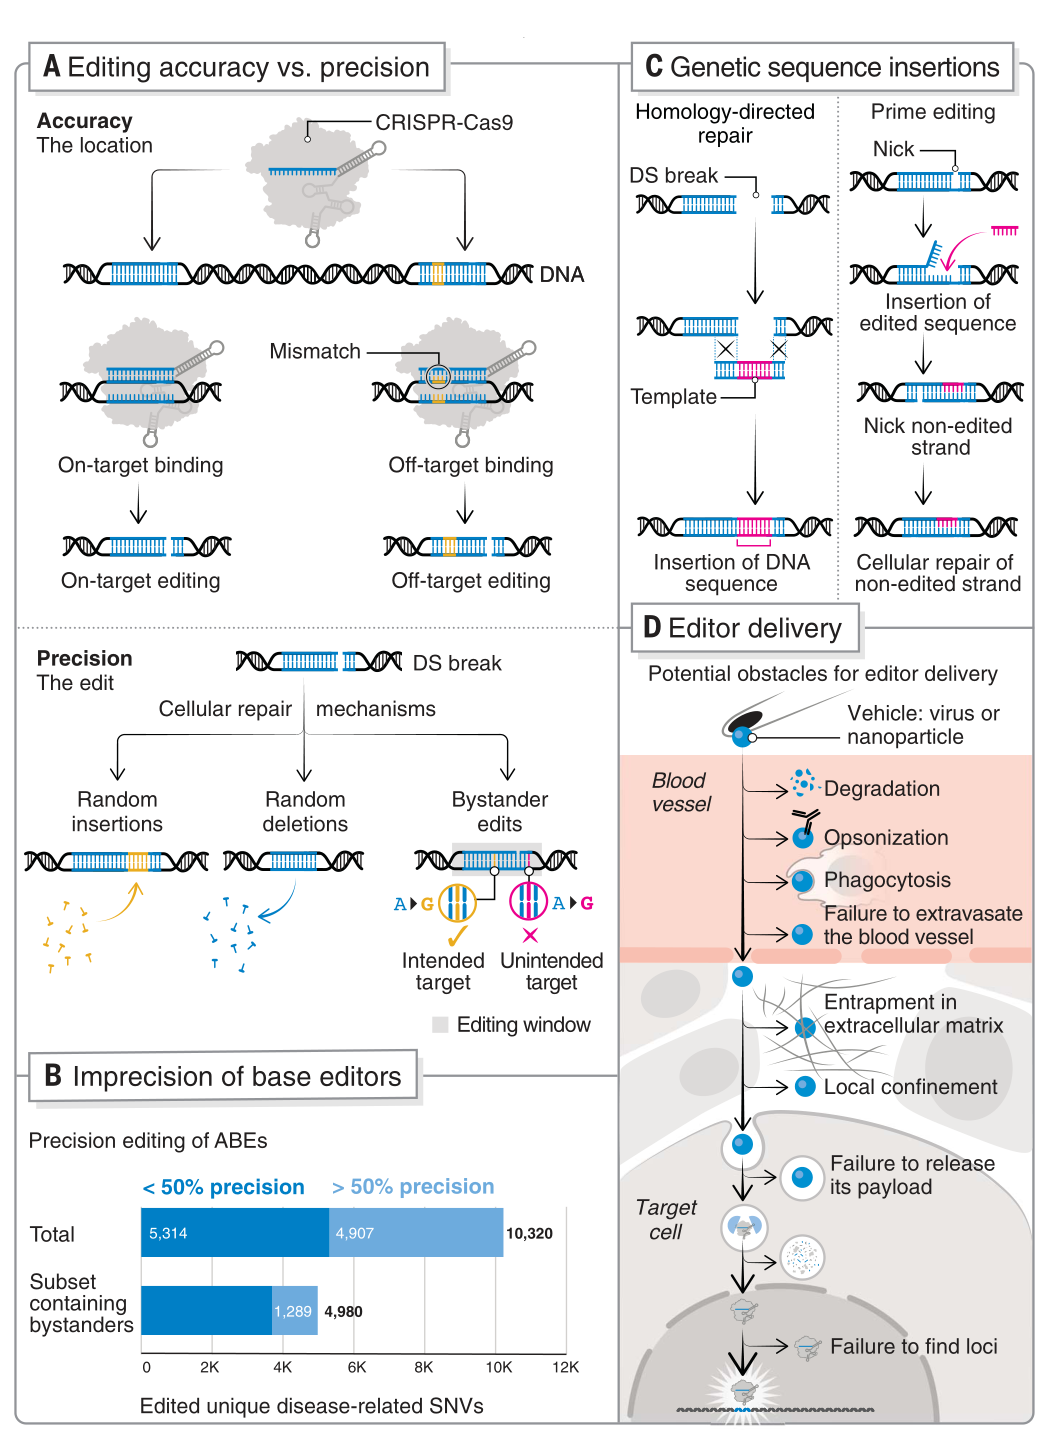 A Editing accuracy vs. precision
Accuracy
The location
CRISPR-Cas9
DNA
Mismatch
On-target binding
Off-target binding
On-target editing
Off-target editing
Precision
The edit
DS break
Cellular repair mechanisms
Random
insertions
Random
deletions
Bystander
edits
A G
A G
Intended
target
Unintended
target
Editing window
B Imprecision of base editors
Precision editing of ABEs
< 50% precision > 50% precision
Total
5,314 4,907 10,320
Subset
containing
bystanders
1,289 4,980
0 2K 4K 6K 8K 10K 12K
Edited unique disease-related SNVs
C Genetic sequence insertions
Homology-directed
repair
DS break
Template
Insertion of DNA
sequence
Prime editing
Nick
Insertion of
edited sequence
Nick non-edited
strand
Cellular repair of
non-edited strand
D Editor delivery
Potential obstacles for editor delivery
Vehicle: virus or
nanoparticle
Blood
vessel
Degradation
Opsonization
Phagocytosis
Failure to extravasate
the blood vessel
Entrapment in
extracellular matrix
Local confinement
Failure to release
its payload
Target
cell
Failure to find loci